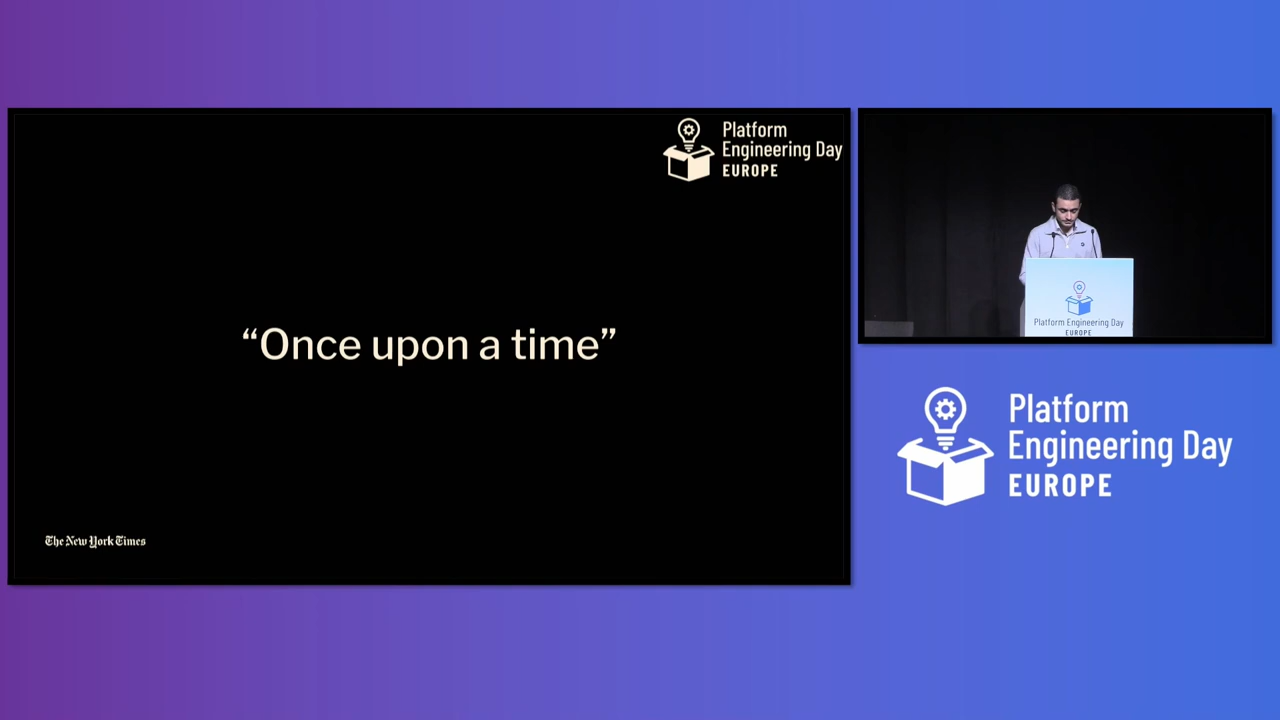 Platform
Engineering Day
EUROPE
“Once upon a time”
The New York Times
Platform Engineering Day
EUROPE
Platform
Engineering Day
EUROPE